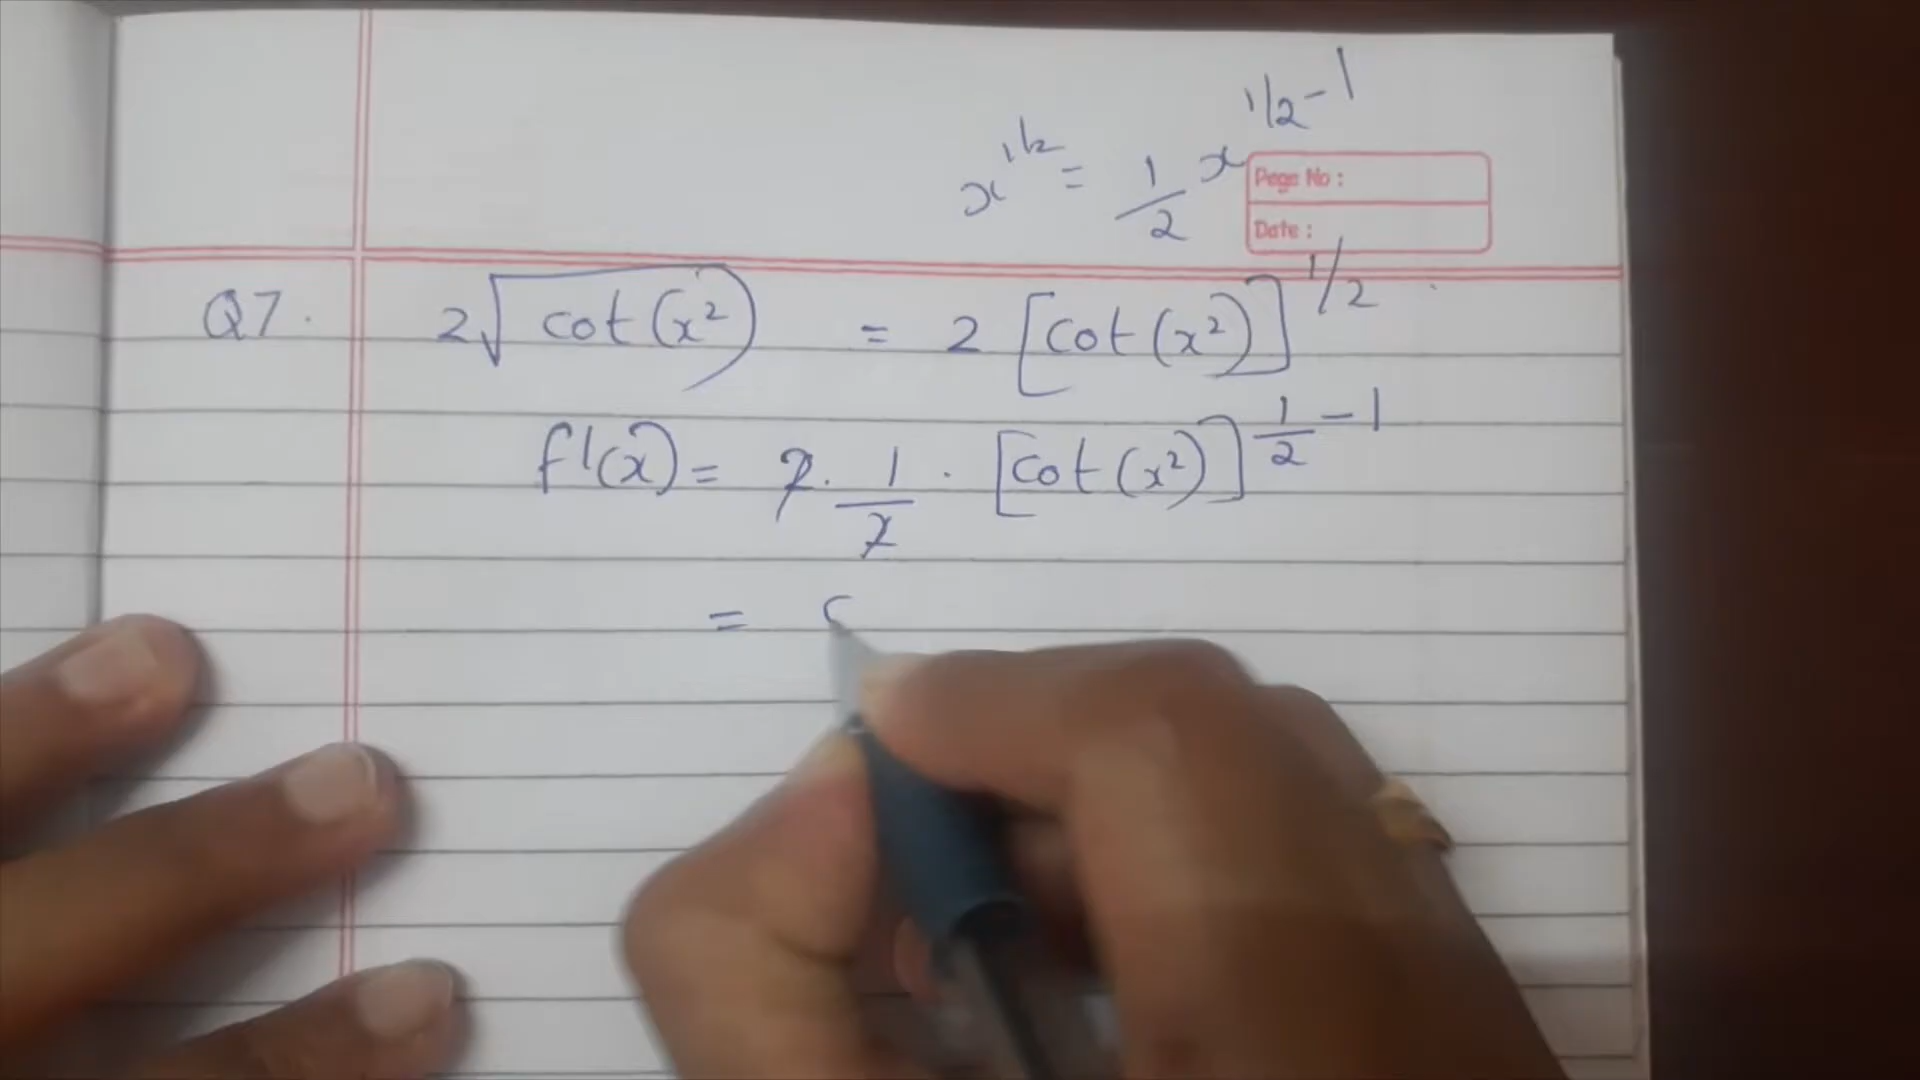 x^1/2 = 1/2 x^1/2-1
Page No :
Date :
Q7. 2√cot(x²) = 2 [cot(x²)]^1/2
f'(x) = 2 . 1/2 . [cot(x²)]^1/2 - 1
=